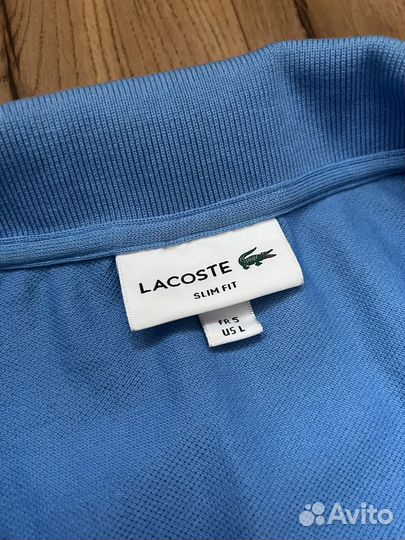 LACOSTE
SLIM FIT
FR 5
US L
Avito